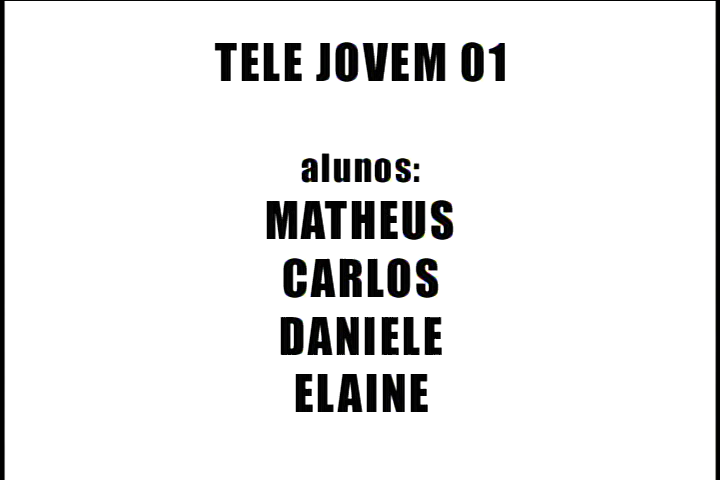 TELE JOVEM 01
alunos:
MATHEUS
CARLOS
DANIELE
ELAINE